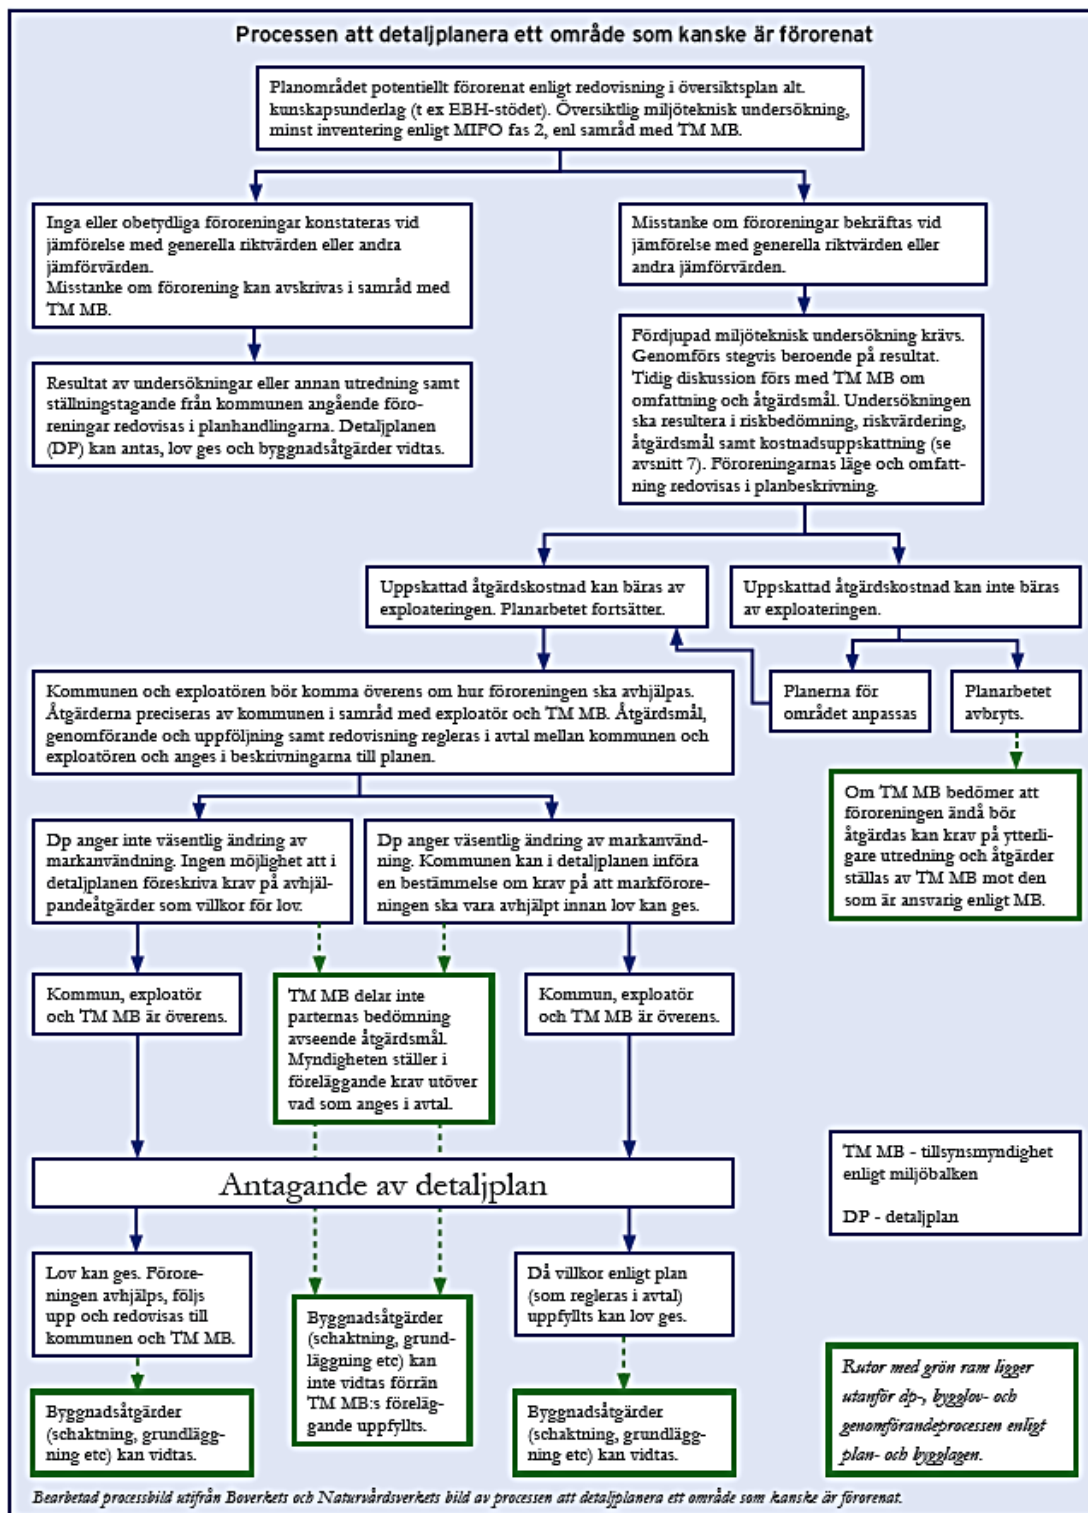 Processen att detaljplanera ett område som kanske är förorenat
Planområdet potentiellt förorenat enligt redovisning i översiktsplan alt.
kunskapsunderlag (t ex EBH-stödet). Översiktlig miljöteknisk undersökning,
minst inventering enligt MIFO fas 2, enl samråd med TM MB.
Inga eller obetydliga föroreningar konstateras vid
jämförelse med generella riktvärden eller andra
jämförvärden.
Misstanke om förorening kan avskrivas i samråd med
TM MB.
Misstanke om föroreningar bekräftas vid
jämförelse med generella riktvärden eller
andra jämförvärden.
Resultat av undersökningar eller annan utredning samt
ställningstagande från kommunen angående föro-
reningar redovisas i planhandlingarna. Detaljplanen
(DP) kan antas, lov ges och byggnadsåtgärder vidtas.
Fördjupad miljöteknisk undersökning krävs.
Genomförs stegvis beroende på resultat.
Tidig diskussion förs med TM MB om
omfattning och åtgärdsmål. Undersökningen
ska resultera i riskbedömning, riskvärdering,
åtgärdsmål samt kostnadsuppskattning (se
avsnitt 7). Föroreningarnas läge och omfatt-
ning redovisas i planbeskrivning.
Uppskattad åtgärdskostnad kan bäras av
exploateringen. Planarbetet fortsätter.
Uppskattad åtgärdskostnad kan inte bäras
av exploateringen.
Kommunen och exploatören bör komma överens om hur föroreningen ska avhjälpas.
Åtgärderna preciseras av kommunen i samråd med exploatör och TM MB. Åtgärdsmål,
genomförande och uppföljning samt redovisning regleras i avtal mellan kommunen och
exploatören och anges i beskrivningarna till planen.
Planerna för
området anpassas
Planarbetet
avbryts.
Om TM MB bedömer att
föroreningen ändå bör
åtgärdas kan krav på ytterli-
gare utredning och åtgärder
ställas av TM MB mot den
som är ansvarig enligt MB.
Dp anger inte väsentlig ändring av
markanvändning. Ingen möjlighet att i
detaljplanen föreskriva krav på avhjäl-
pandeåtgärder som villkor för lov.
Dp anger väsentlig ändring av markanvänd-
ning. Kommunen kan i detaljplanen införa
en bestämmelse om krav på att markförore-
ningen ska vara avhjälpt innan lov kan ges.
Kommun, exploatör
och TM MB är överens.
TM MB delar inte
parternas bedömning
avseende åtgärdsmål.
Myndigheten ställer i
föreläggande krav utöver
vad som anges i avtal.
Kommun, exploatör
och TM MB är överens.
Antagande av detaljplan
TM MB - tillsynsmyndighet
enligt miljöbalken
DP - detaljplan
Lov kan ges. Förore-
ningen avhjälps, följs
upp och redovisas till
kommunen och TM MB.
Byggnadsåtgärder
(schaktning, grund-
läggning etc) kan
inte vidtas förrän
TM MB:s föreläg-
gande uppfyllts.
Då villkor enligt plan
(som regleras i avtal)
uppfyllts kan lov ges.
Byggnadsåtgärder
(schaktning, grundlägg-
ning etc) kan vidtas.
Byggnadsåtgärder
(schaktning, grundlägg-
ning etc) kan vidtas.
Rutor med grön ram ligger
utanför dp-, bygglov- och
genomförandeprocessen enligt
plan- och bygglagen.
Bearbetad processbild utifrån Boverkets och Naturvårdsverkets bild av processen att detaljplanera ett område som kanske är förorenat.